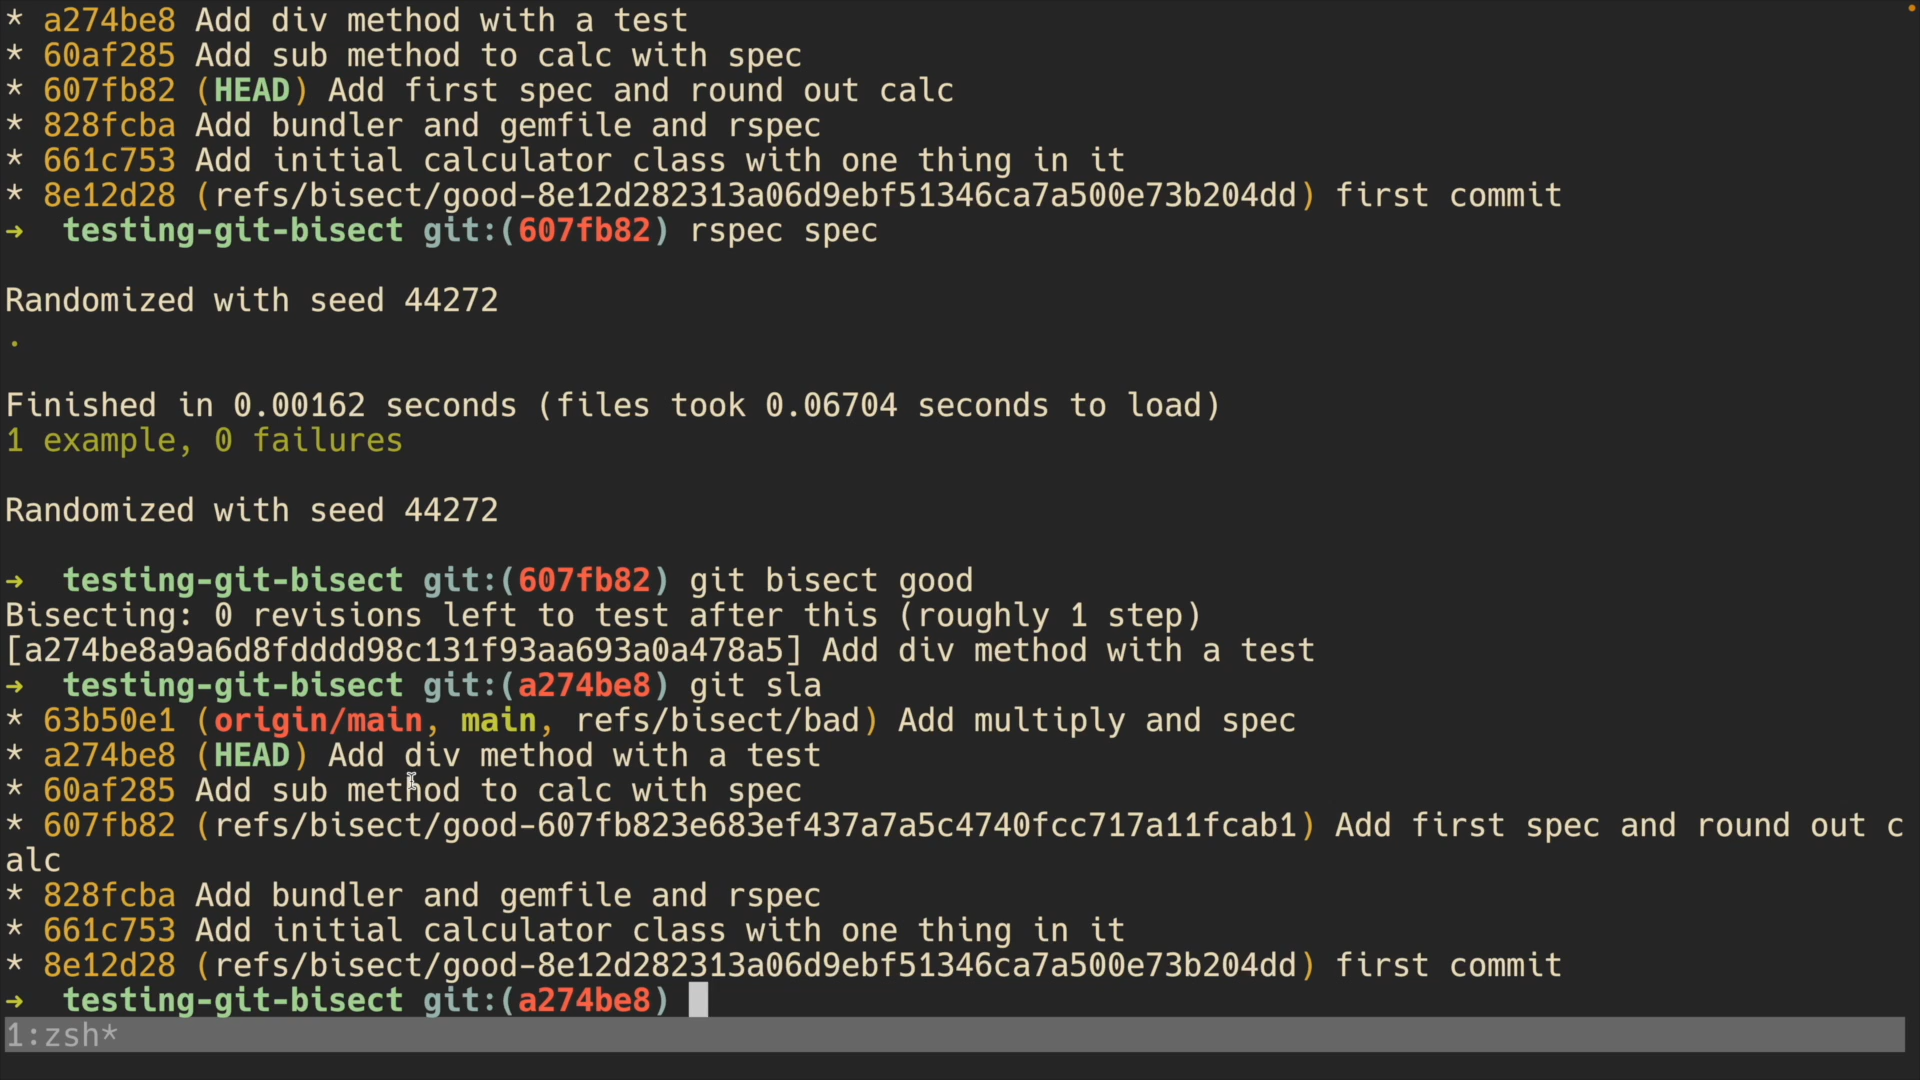 * a274be8 Add div method with a test
* 60af285 Add sub method to calc with spec
* 607fb82 (HEAD) Add first spec and round out calc
* 828fcba Add bundler and gemfile and rspec
* 661c753 Add initial calculator class with one thing in it
* 8e12d28 (refs/bisect/good-8e12d282313a06d9ebf51346ca7a500e73b204dd) first commit
→  testing-git-bisect git:(607fb82) rspec spec
Randomized with seed 44272
.
Finished in 0.00162 seconds (files took 0.06704 seconds to load)
1 example, 0 failures
Randomized with seed 44272
→  testing-git-bisect git:(607fb82) git bisect good
Bisecting: 0 revisions left to test after this (roughly 1 step)
[a274be8a9a6d8fdddd98c131f93aa693a0a478a5] Add div method with a test
→  testing-git-bisect git:(a274be8) git sla
* 63b50e1 (origin/main, main, refs/bisect/bad) Add multiply and spec
* a274be8 (HEAD) Add div method with a test
* 60af285 Add sub method to calc with spec
* 607fb82 (refs/bisect/good-607fb823e683ef437a7a5c4740fcc717a11fcab1) Add first spec and round out c
alc
* 828fcba Add bundler and gemfile and rspec
* 661c753 Add initial calculator class with one thing in it
* 8e12d28 (refs/bisect/good-8e12d282313a06d9ebf51346ca7a500e73b204dd) first commit
→  testing-git-bisect git:(a274be8)
1:zsh*